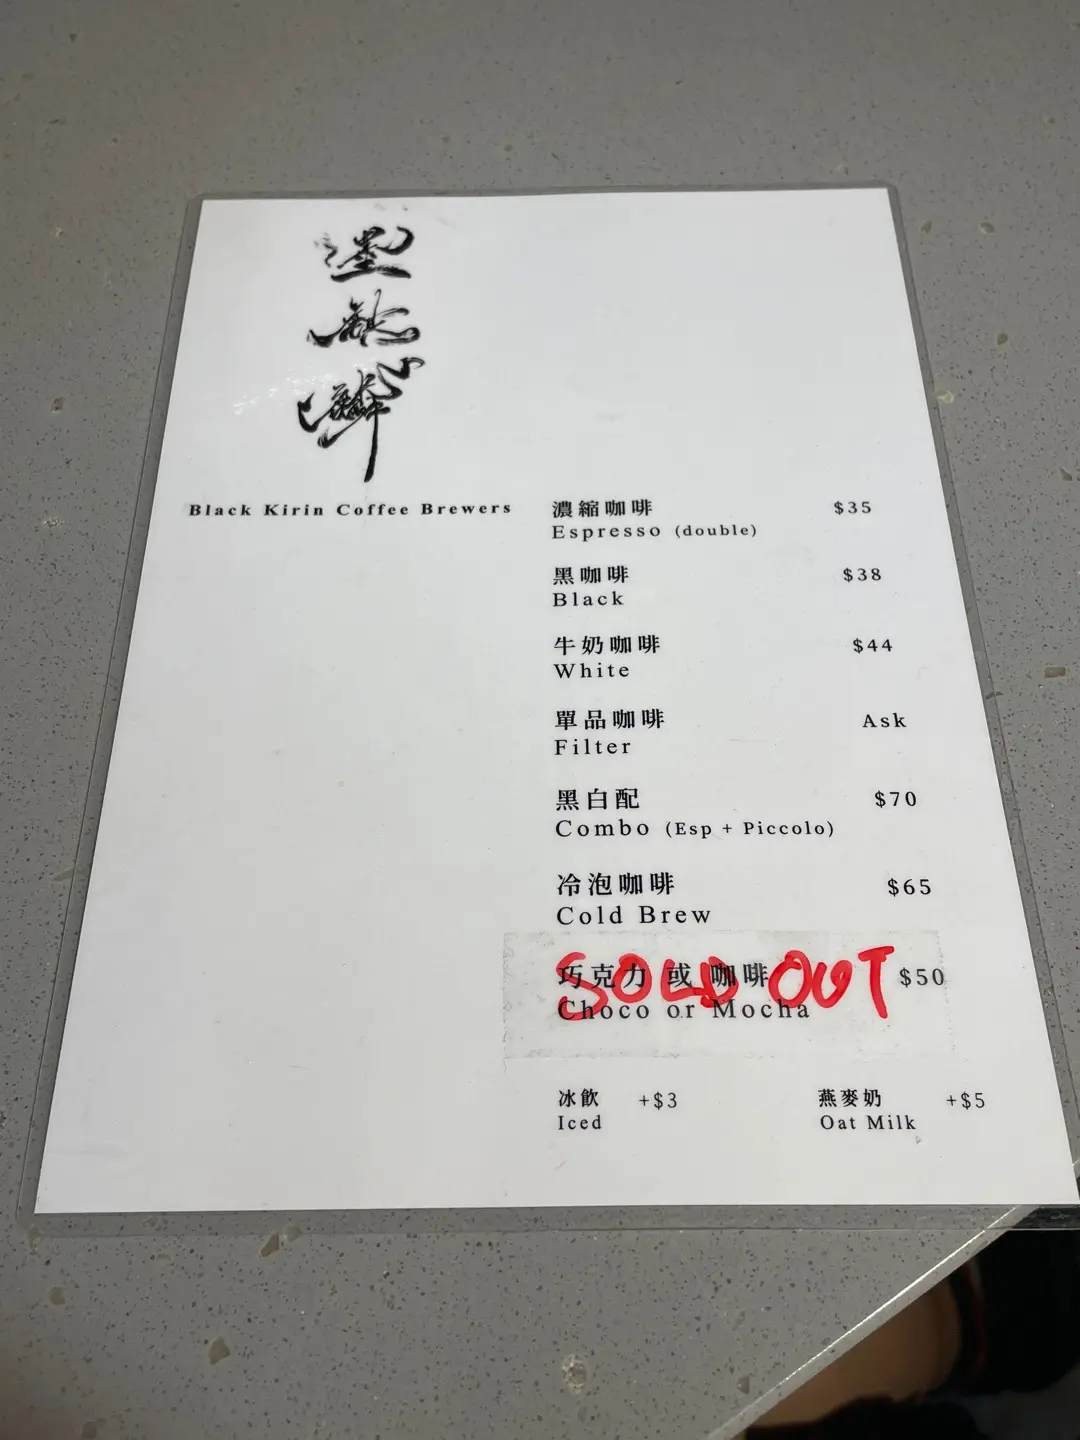 墨麒麟
Black Kirin Coffee Brewers
濃縮咖啡 $35
Espresso (double)
黑咖啡 $38
Black
牛奶咖啡 $44
White
單品咖啡 Ask
Filter
黑白配 $70
Combo (Esp + Piccolo)
冷泡咖啡 $65
Cold Brew
巧克力 或 咖啡 $50
SOLD OUT
Choco or Mocha
冰飲 +$3 燕麥奶 +$5
Iced Oat Milk